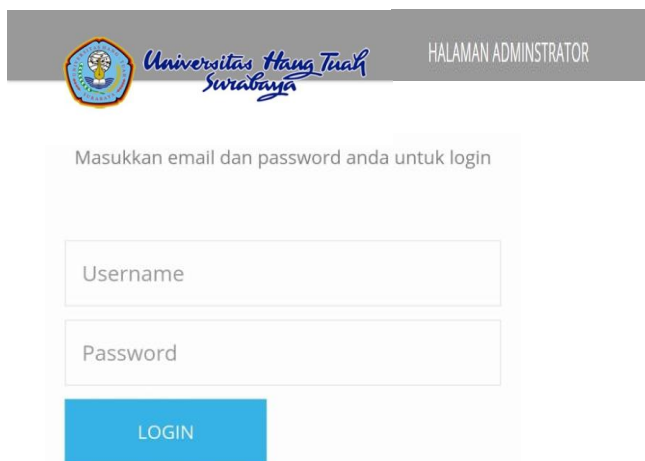 Universitas Hang Tuah
Surabaya
HALAMAN ADMINSTRATOR
Masukkan email dan password anda untuk login
Username
Password
LOGIN